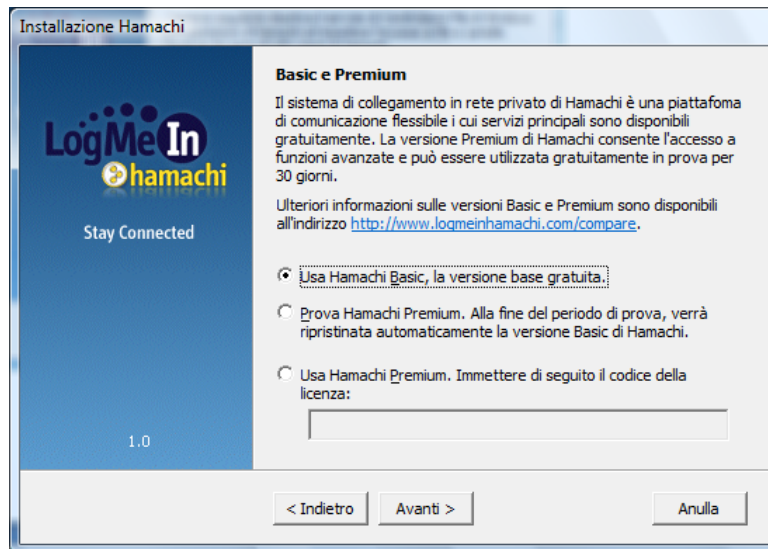 Installazione Hamachi
LogMeIn
hamachi
Stay Connected
1.0
Basic e Premium
Il sistema di collegamento in rete privato di Hamachi è una piattafoma
di comunicazione flessibile i cui servizi principali sono disponibili
gratuitamente. La versione Premium di Hamachi consente l'accesso a
funzioni avanzate e può essere utilizzata gratuitamente in prova per
30 giorni.
Ulteriori informazioni sulle versioni Basic e Premium sono disponibili
all'indirizzo http://www.logmeinhamachi.com/compare.
Usa Hamachi Basic, la versione base gratuita.
Prova Hamachi Premium. Alla fine del periodo di prova, verrà
ripristinata automaticamente la versione Basic di Hamachi.
Usa Hamachi Premium. Immettere di seguito il codice della
licenza:
< Indietro
Avanti >
Anulla